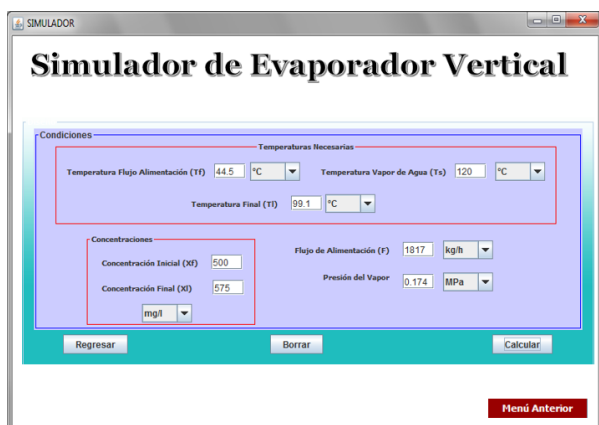 SIMULADOR
Simulador de Evaporador Vertical
Condiciones
Temperaturas Necesarias
Temperatura Flujo Alimentación (Tf) 44.5 °C Temperatura Vapor de Agua (Ts) 120 °C
Temperatura Final (Tl) 99.1 °C
Concentraciones
Concentración Inicial (Xf) 500
Concentración Final (Xl) 575
mg/l
Flujo de Alimentación (F) 1817 kg/h
Presión del Vapor 0.174 MPa
Regresar Borrar Calcular
Menú Anterior